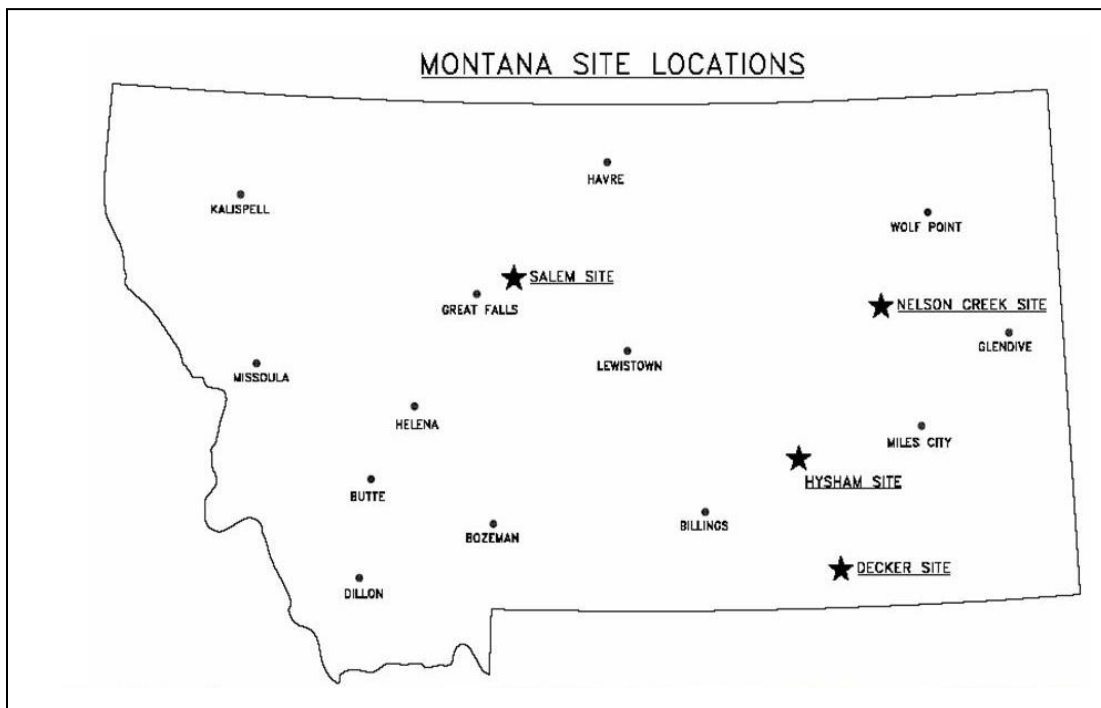 MONTANA SITE LOCATIONS
HAVRE
KALISPELL
WOLF POINT
SALEM SITE
GREAT FALLS
NELSON CREEK SITE
GLENDIVE
LEWISTOWN
MISSOULA
HELENA
MILES CITY
HYSHAM SITE
BUTTE
BILLINGS
BOZEMAN
DECKER SITE
DILLON